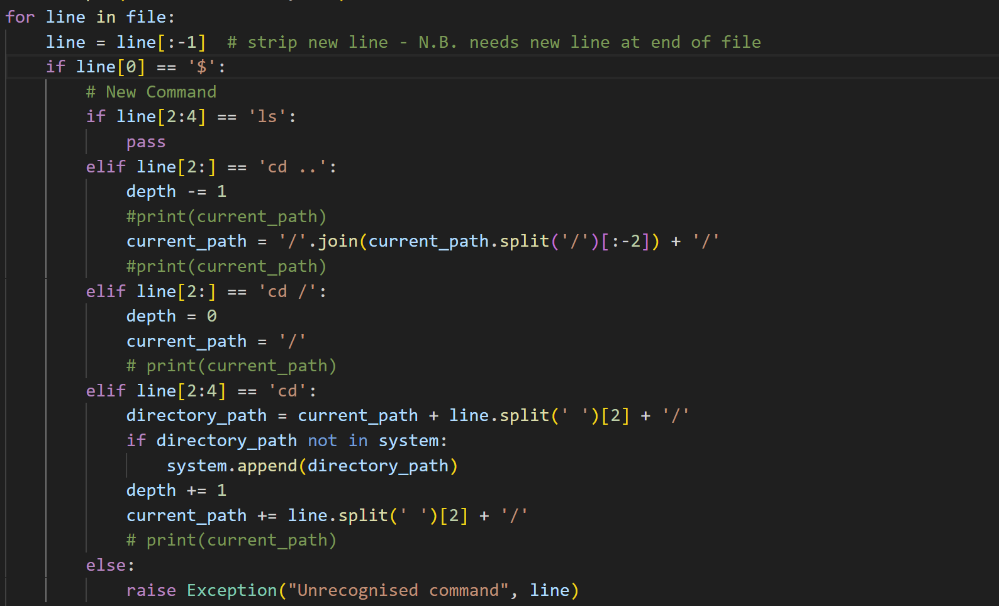 for line in file:
    line = line[:-1]  # strip new line - N.B. needs new line at end of file
    if line[0] == '$':
        # New Command
        if line[2:4] == 'ls':
            pass
        elif line[2:] == 'cd ..':
            depth -= 1
            #print(current_path)
            current_path = '/'.join(current_path.split('/')[:-2]) + '/'
            #print(current_path)
        elif line[2:] == 'cd /':
            depth = 0
            current_path = '/'
            # print(current_path)
        elif line[2:4] == 'cd':
            directory_path = current_path + line.split(' ')[2] + '/'
            if directory_path not in system:
                system.append(directory_path)
            depth += 1
            current_path += line.split(' ')[2] + '/'
            # print(current_path)
        else:
            raise Exception("Unrecognised command", line)